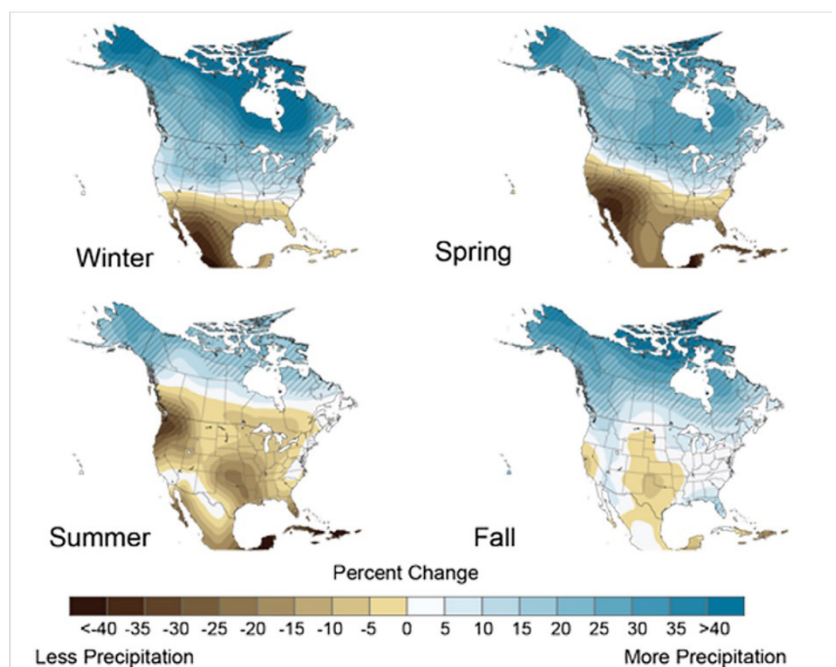 Winter
Spring
Summer
Fall
Percent Change
<-40 -35 -30 -25 -20 -15 -10 -5 0 5 10 15 20 25 30 35 >40
Less Precipitation
More Precipitation